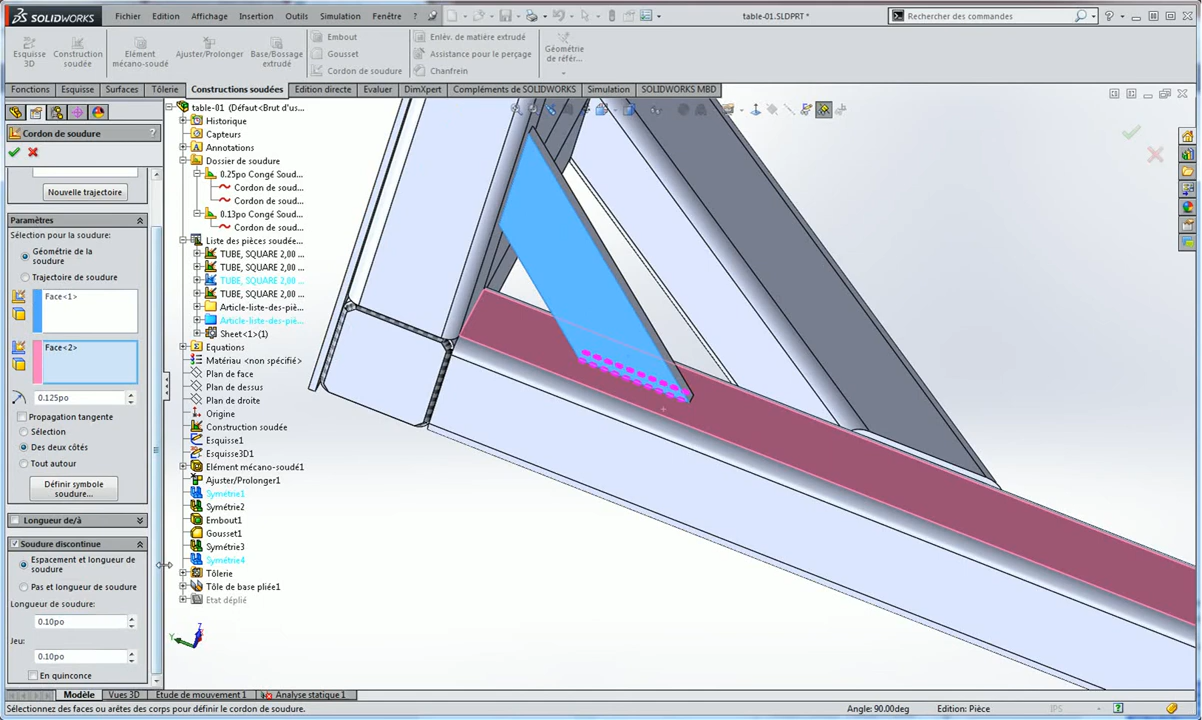 SOLIDWORKS
Fichier Edition Affichage Insertion Outils Simulation Fenêtre ?
table-01.SLDPRT *
Rechercher des commandes
Esquisse
3D
Construction
soudée
Elément
mécano-soudé
Ajuster/Prolonger
Base/Bossage
extrudé
Embout
Gousset
Cordon de soudure
Enlèv. de matière extrudé
Assistance pour le perçage
Chanfrein
Géométrie
de référ...
Fonctions Esquisse Surfaces Tôlerie Constructions soudées Edition directe Evaluer DimXpert Compléments de SOLIDWORKS Simulation SOLIDWORKS MBD
Cordon de soudure ?
Nouvelle trajectoire
Paramètres
Sélection pour la soudure:
Géométrie de la
soudure
Trajectoire de soudure
Face<1>
Face<2>
0.125po
Propagation tangente
Sélection
Des deux côtés
Tout autour
Définir symbole
soudure...
Longueur de/à
Soudure discontinue
Espacement et longueur de
soudure
Pas et longueur de soudure
Longueur de soudure:
0.10po
Jeu:
0.10po
En quinconce
table-01 (Défaut<Brut d'us...
Historique
Capteurs
Annotations
Dossier de soudure
0.25po Congé Soud...
Cordon de soud...
Cordon de soud...
0.13po Congé Soud...
Cordon de soud...
Liste des pièces soudée...
TUBE, SQUARE 2,00 ...
TUBE, SQUARE 2,00 ...
TUBE, SQUARE 2,00 ...
TUBE, SQUARE 2,00 ...
Article-liste-des-piè...
Article-liste-des-piè...
Sheet<1>(1)
Equations
Matériau <non spécifié>
Plan de face
Plan de dessus
Plan de droite
Origine
Construction soudée
Esquisse1
Esquisse3D1
Elément mécano-soudé1
Ajuster/Prolonger1
Symétrie1
Symétrie2
Embout1
Gousset1
Symétrie3
Symétrie4
Tôlerie
Tôle de base pliée1
Etat déplié
Z
Y
Modèle Vues 3D Etude de mouvement 1 Analyse statique 1
Sélectionnez des faces ou arêtes des corps pour définir le cordon de soudure.
Angle: 90.00deg Edition: Pièce IPS